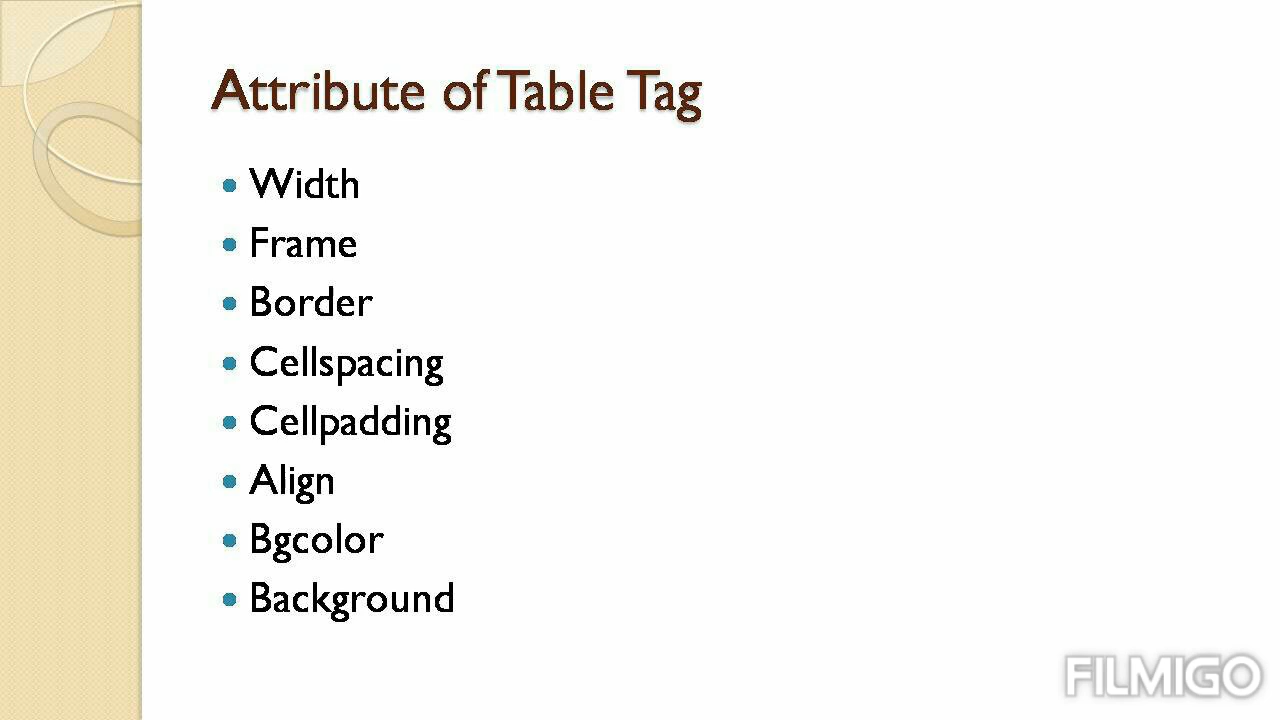 Attribute of Table Tag
Width
Frame
Border
Cellspacing
Cellpadding
Align
Bgcolor
Background
FILMIGO